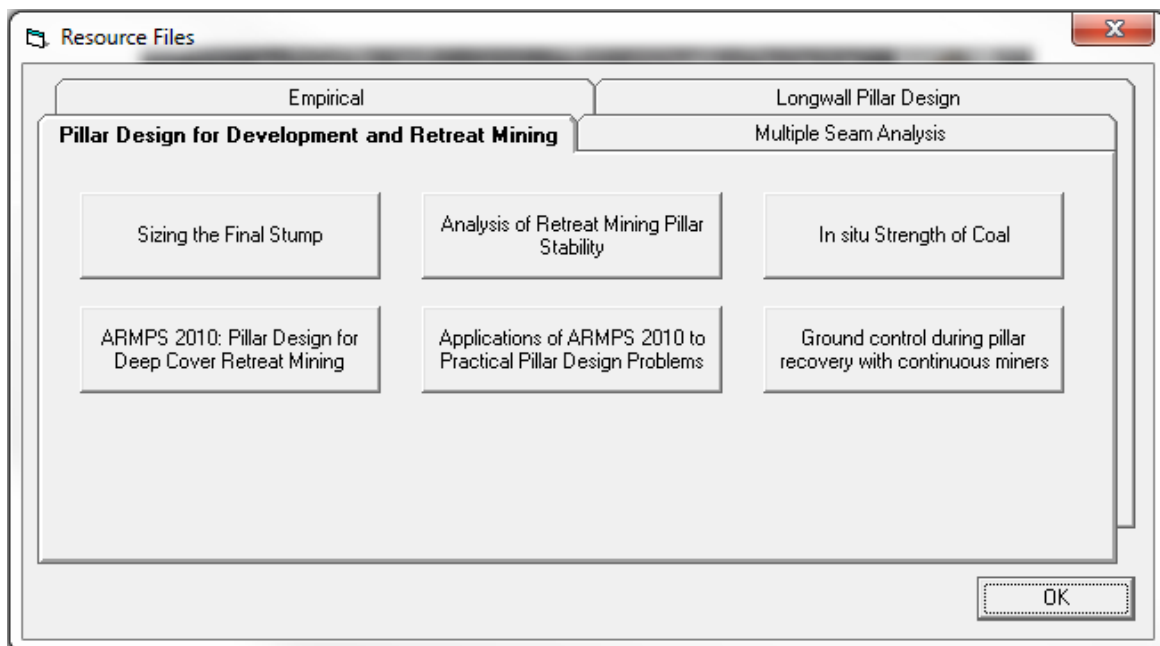 Resource Files
Empirical
Longwall Pillar Design
Pillar Design for Development and Retreat Mining
Multiple Seam Analysis
Sizing the Final Stump
Analysis of Retreat Mining Pillar
Stability
In situ Strength of Coal
ARMPS 2010: Pillar Design for
Deep Cover Retreat Mining
Applications of ARMPS 2010 to
Practical Pillar Design Problems
Ground control during pillar
recovery with continuous miners
OK